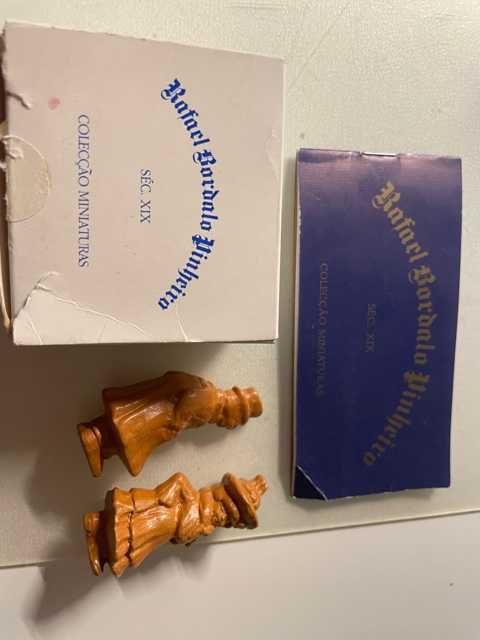 Rafael Bordalo Pinheiro
SÉC. XIX
COLECÇÃO MINIATURAS
Rafael Bordalo Pinheiro
SÉC. XIX
COLECÇÃO MINIATURAS